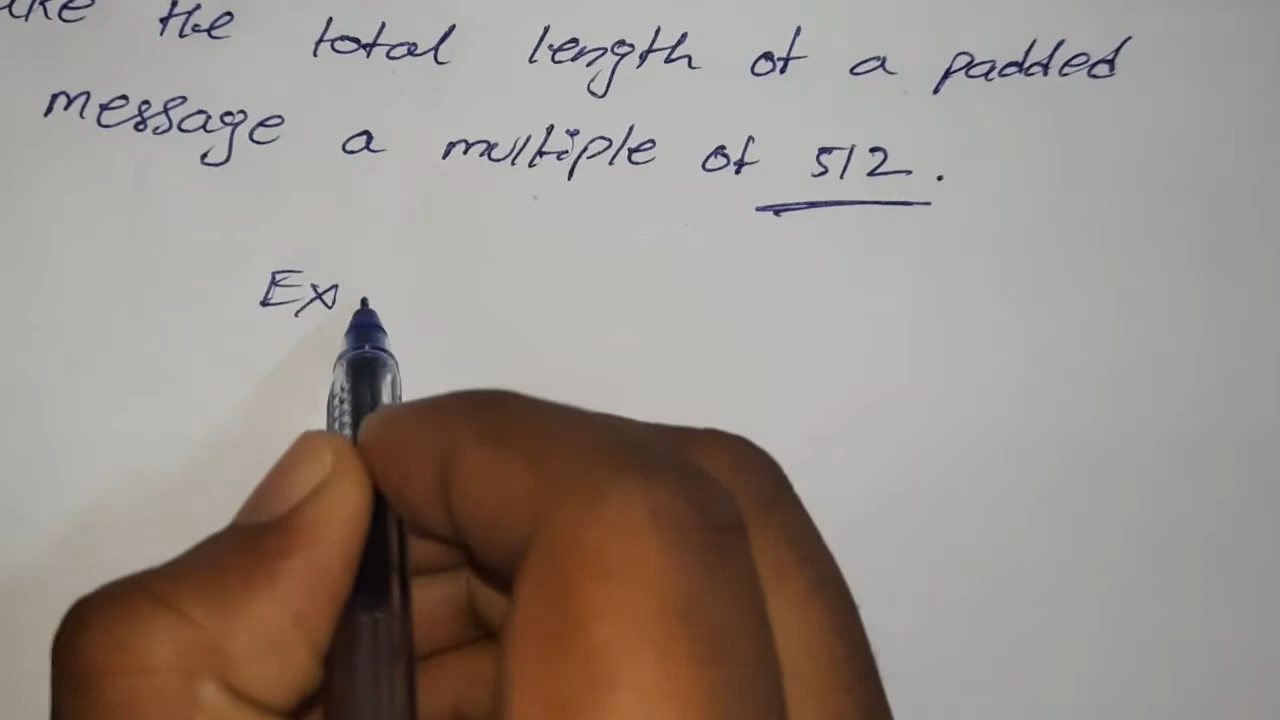 the total length of a padded
message a multiple of 512.
Ex